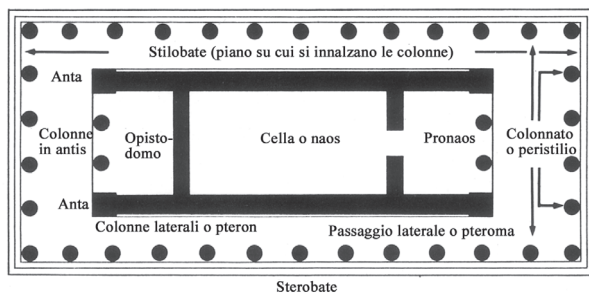 Stilobate (piano su cui si innalzano le colonne)
Anta
Colonne
in antis
Opisto-
domo
Cella o naos
Pronaos
Colonnato
o peristilio
Anta
Colonne laterali o pteron
Passaggio laterale o pteroma
Sterobate